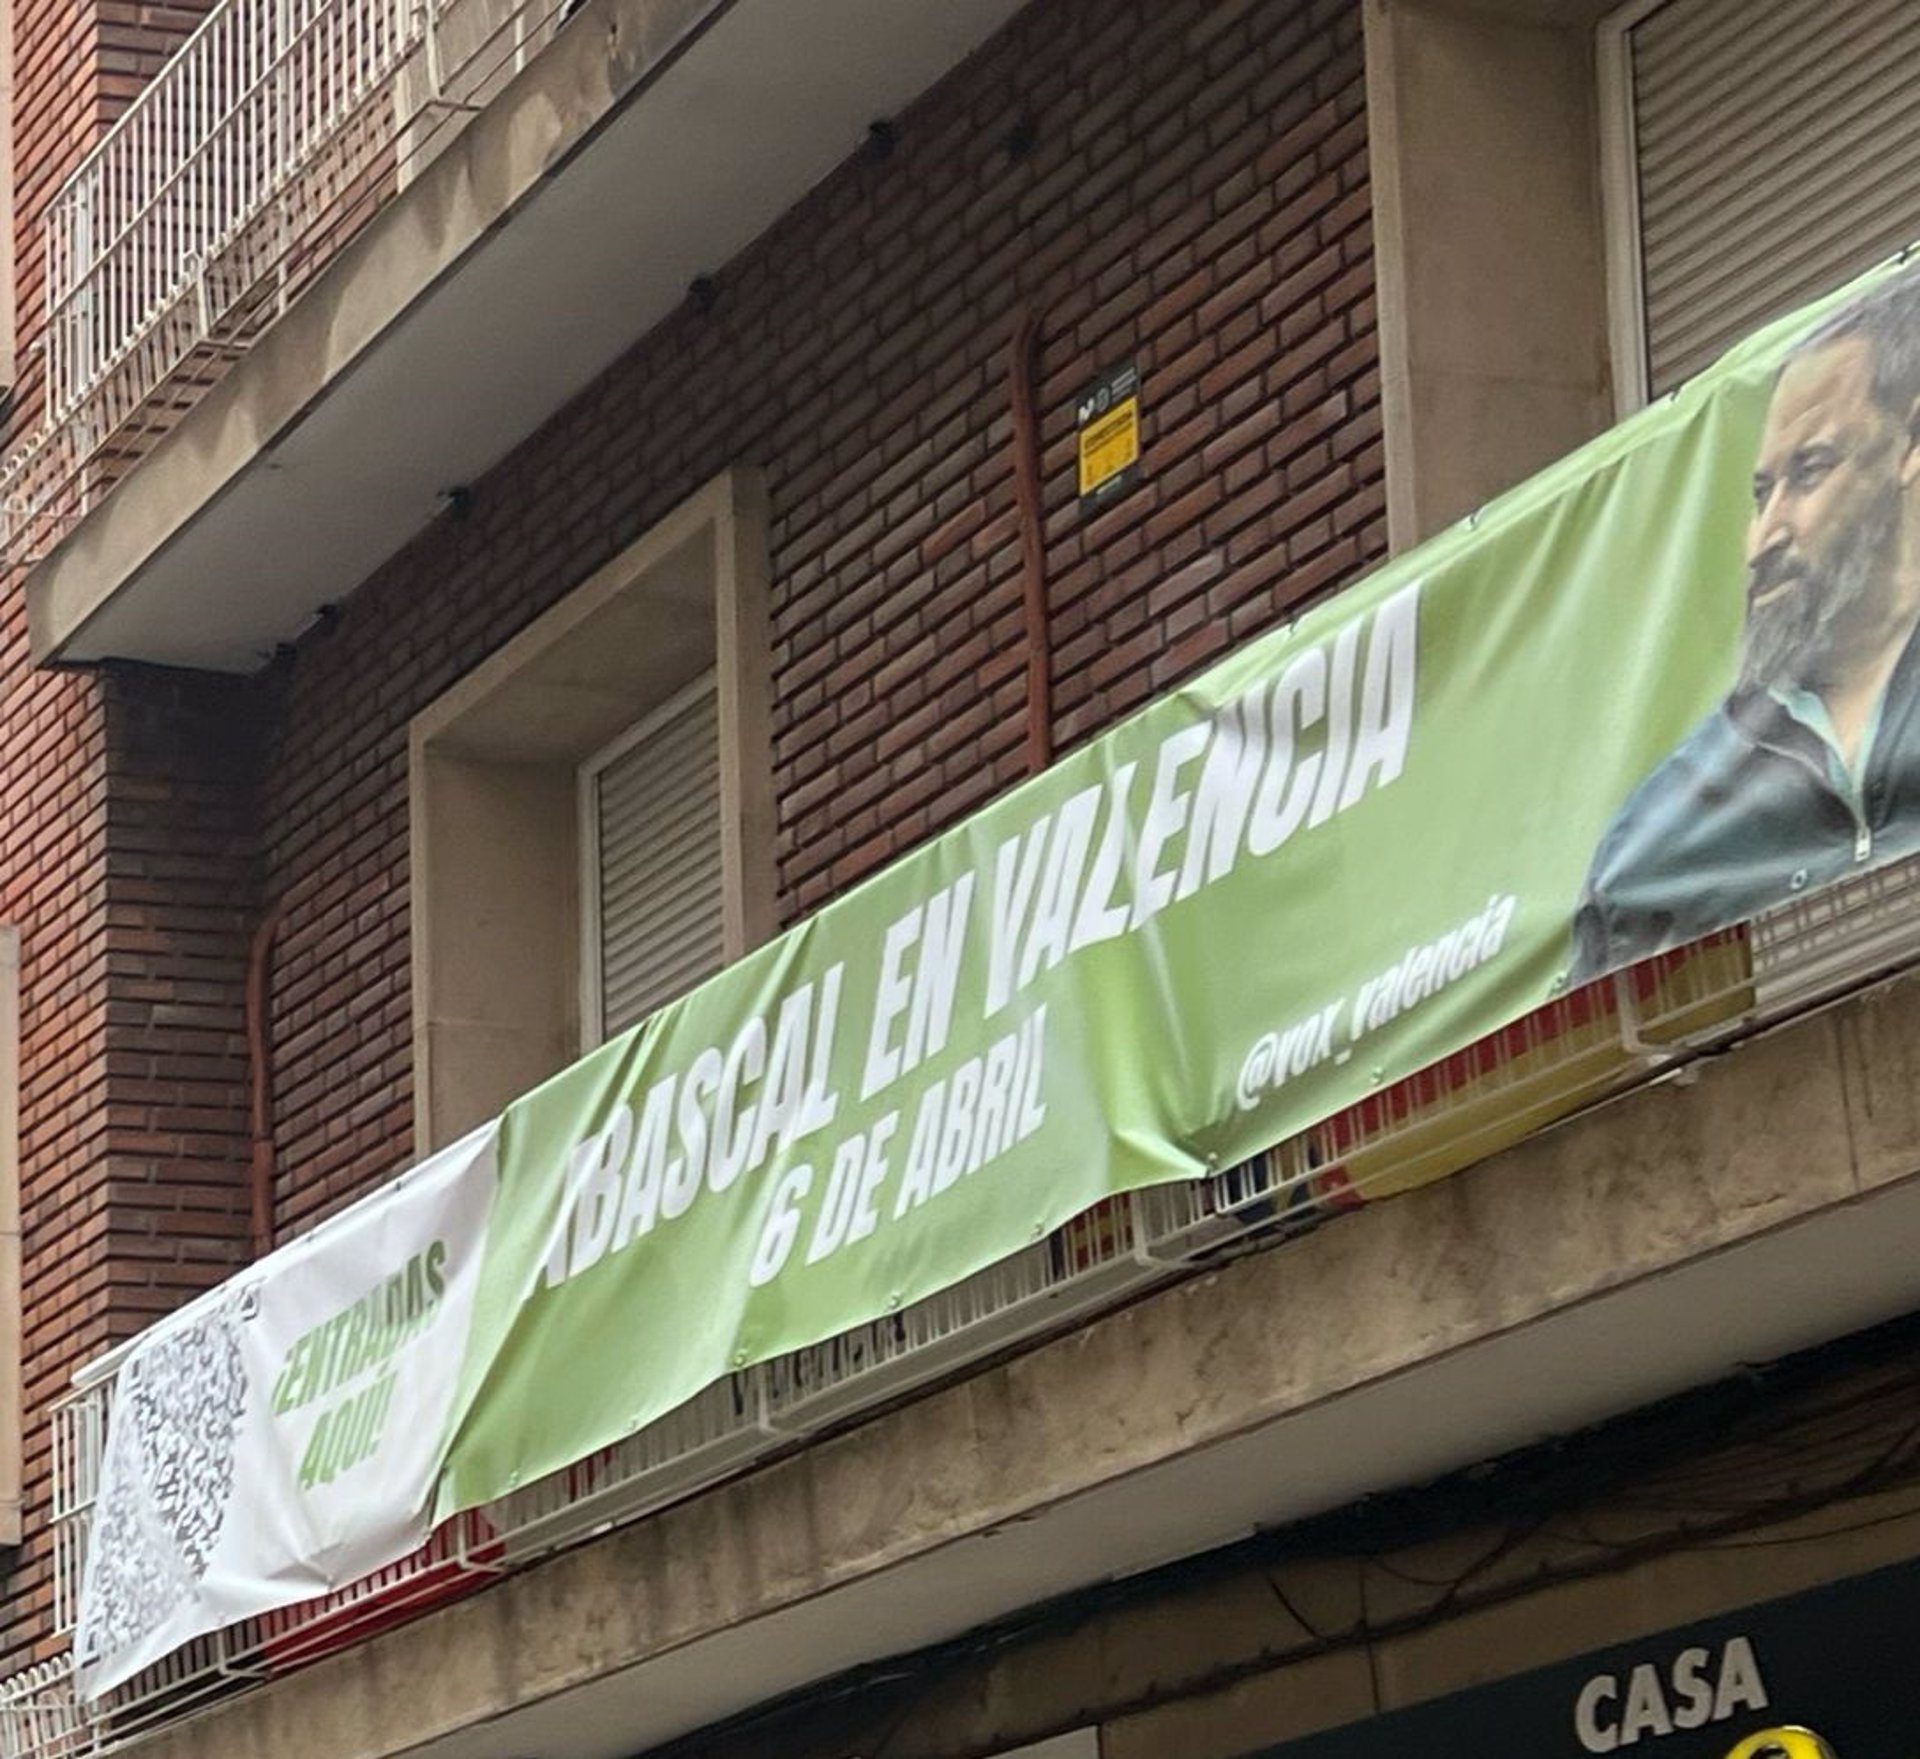 ¡ENTRADAS
AQUÍ!
ABASCAL EN VALENCIA
6 DE ABRIL
@vox_valencia
CASA